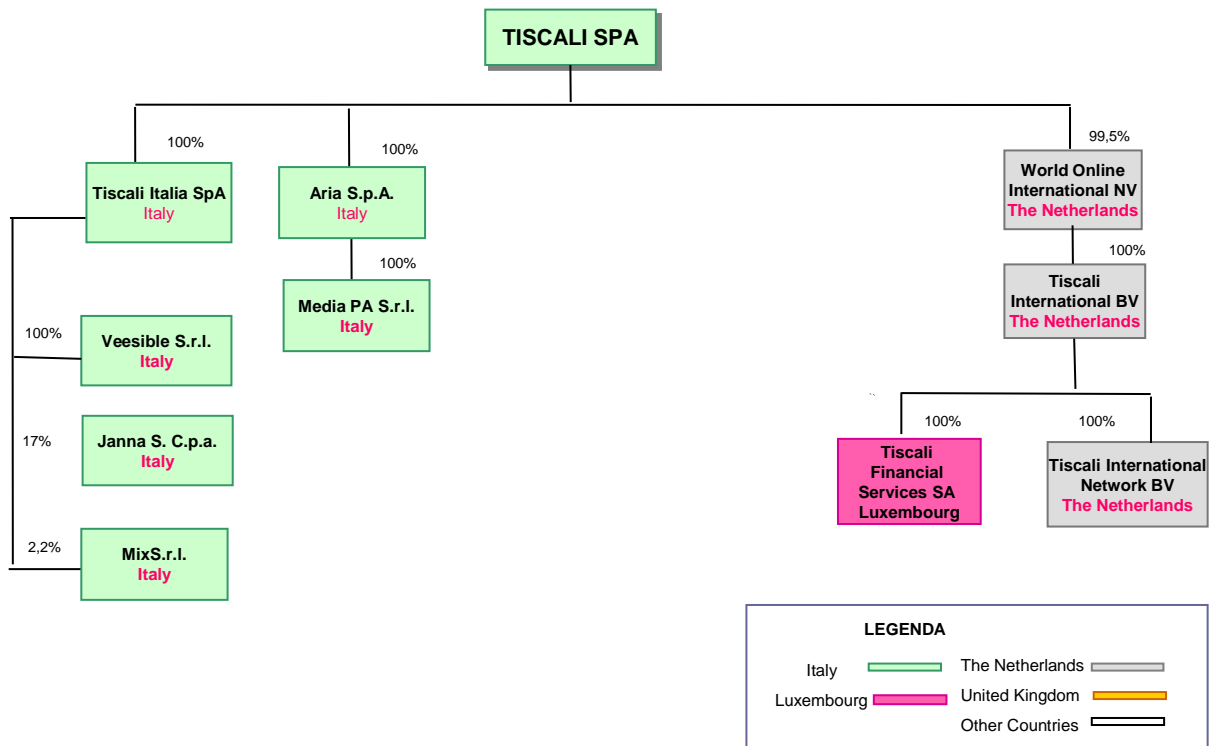 TISCALI SPA
100%
100%
99,5%
Tiscali Italia SpA
Italy
Aria S.p.A.
Italy
World Online
International NV
The Netherlands
100%
100%
Media PA S.r.l.
Italy
Tiscali
International BV
The Netherlands
100%
Veesible S.r.l.
Italy
17%
Janna S. C.p.a.
Italy
2,2%
MixS.r.l.
Italy
100%
100%
Tiscali
Financial
Services SA
Luxembourg
Tiscali International
Network BV
The Netherlands
LEGENDA
Italy
The Netherlands
Luxembourg
United Kingdom
Other Countries